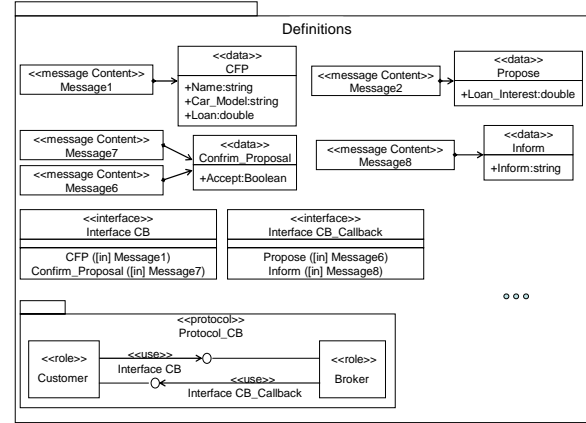 Definitions
<<message Content>>
Message1
<<data>>
CFP
+Name:string
+Car_Model:string
+Loan:double
<<message Content>>
Message2
<<data>>
Propose
+Loan_Interest:double
<<message Content>>
Message7
<<message Content>>
Message6
<<data>>
Confrim_Proposal
+Accept:Boolean
<<message Content>>
Message8
<<data>>
Inform
+Inform:string
<<interface>>
Interface CB
CFP ([in] Message1)
Confirm_Proposal ([in] Message7)
<<interface>>
Interface CB_Callback
Propose ([in] Message6)
Inform ([in] Message8)
<<protocol>>
Protocol_CB
<<role>>
Customer
<<use>>
Interface CB
<<use>>
Interface CB_Callback
<<role>>
Broker